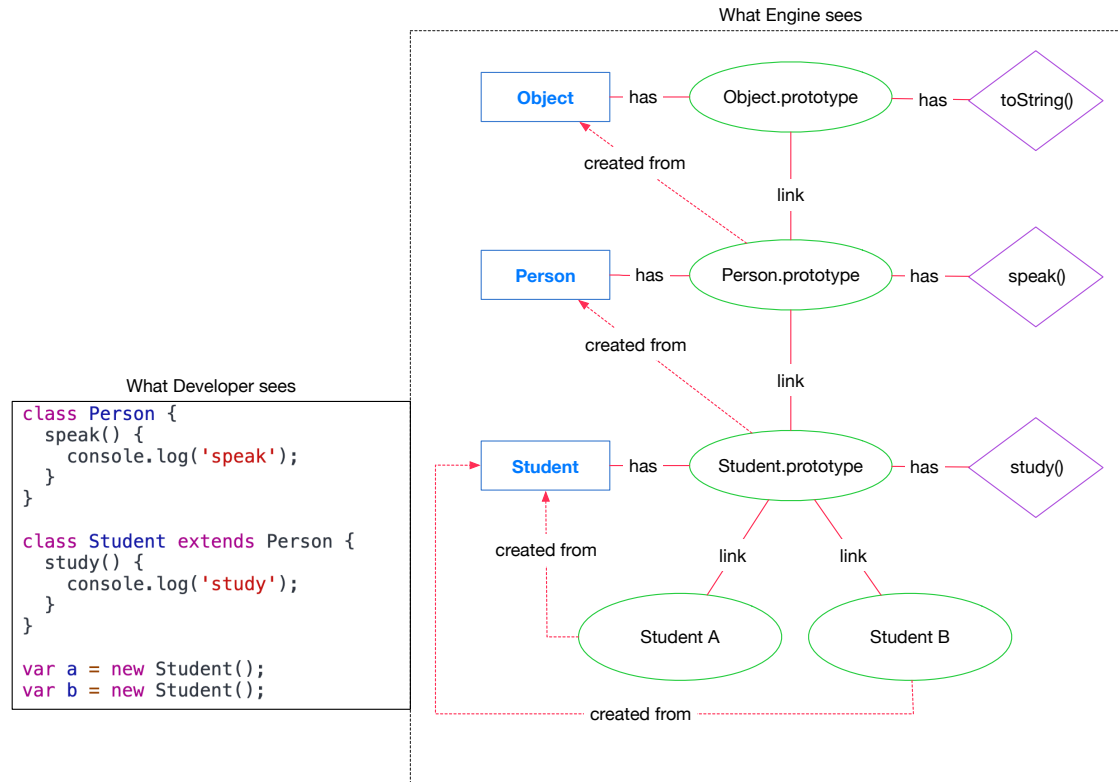 What Engine sees
Object
has
Object.prototype
has
toString()
created from
link
Person
has
Person.prototype
has
speak()
created from
link
What Developer sees
class Person {
  speak() {
    console.log('speak');
  }
}
class Student extends Person {
  study() {
    console.log('study');
  }
}
var a = new Student();
var b = new Student();
Student
has
Student.prototype
has
study()
created from
link
link
Student A
Student B
created from